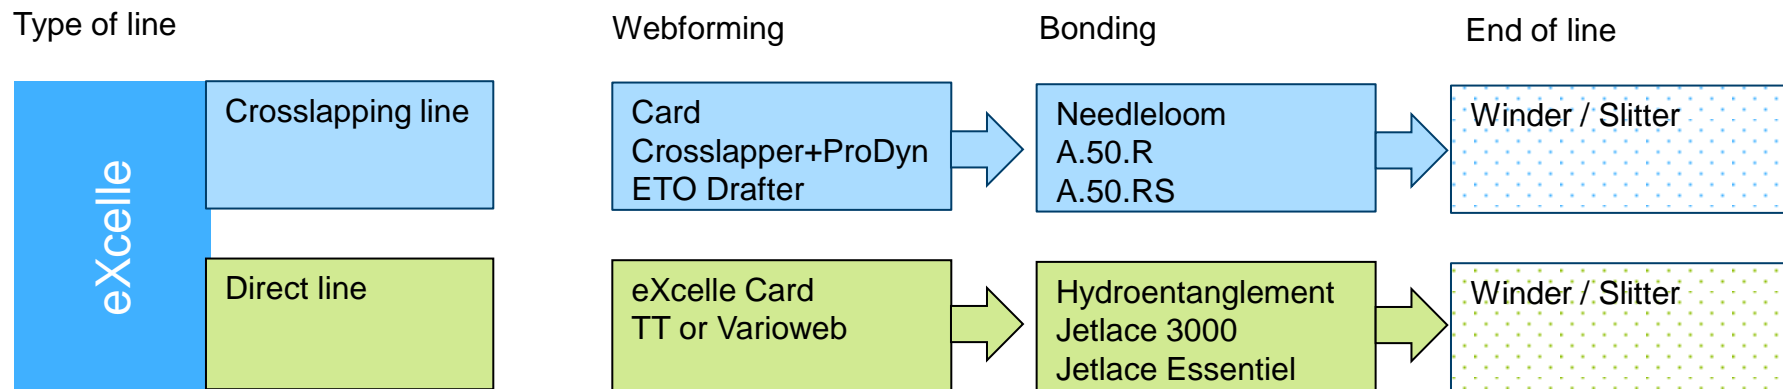 Type of line
Webforming
Bonding
End of line
eXcelle
Crosslapping line
Card
Crosslapper+ProDyn
ETO Drafter
Needleloom
A.50.R
A.50.RS
Winder / Slitter
Direct line
eXcelle Card
TT or Varioweb
Hydroentanglement
Jetlace 3000
Jetlace Essentiel
Winder / Slitter